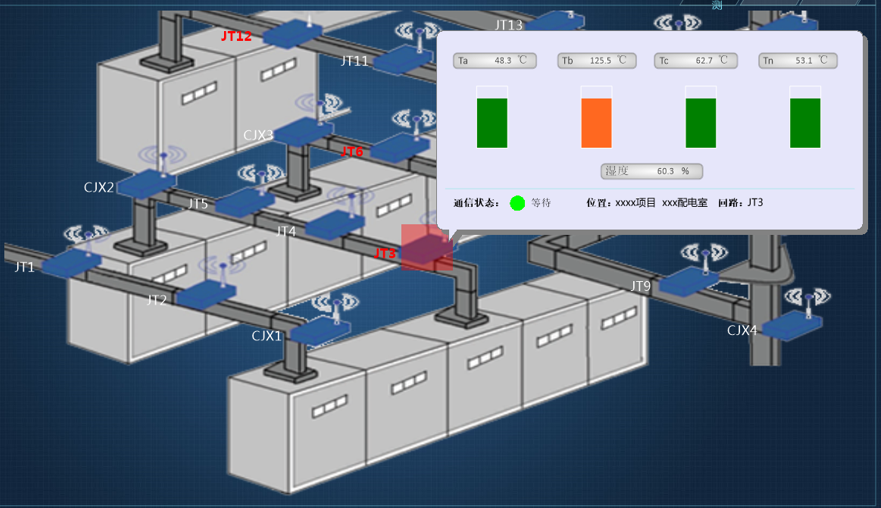 测
JT13
JT12
JT11
Ta 48.3 ℃
Tb 125.5 ℃
Tc 62.7 ℃
Tn 53.1 ℃
湿度 60.3 %
通信状态： 等待 位置：xxxx项目 xxx配电室 回路：JT3
CJX3
JT6
CJX2
JT5
JT4
JT3
JT1
JT2
JT9
CJX1
CJX4